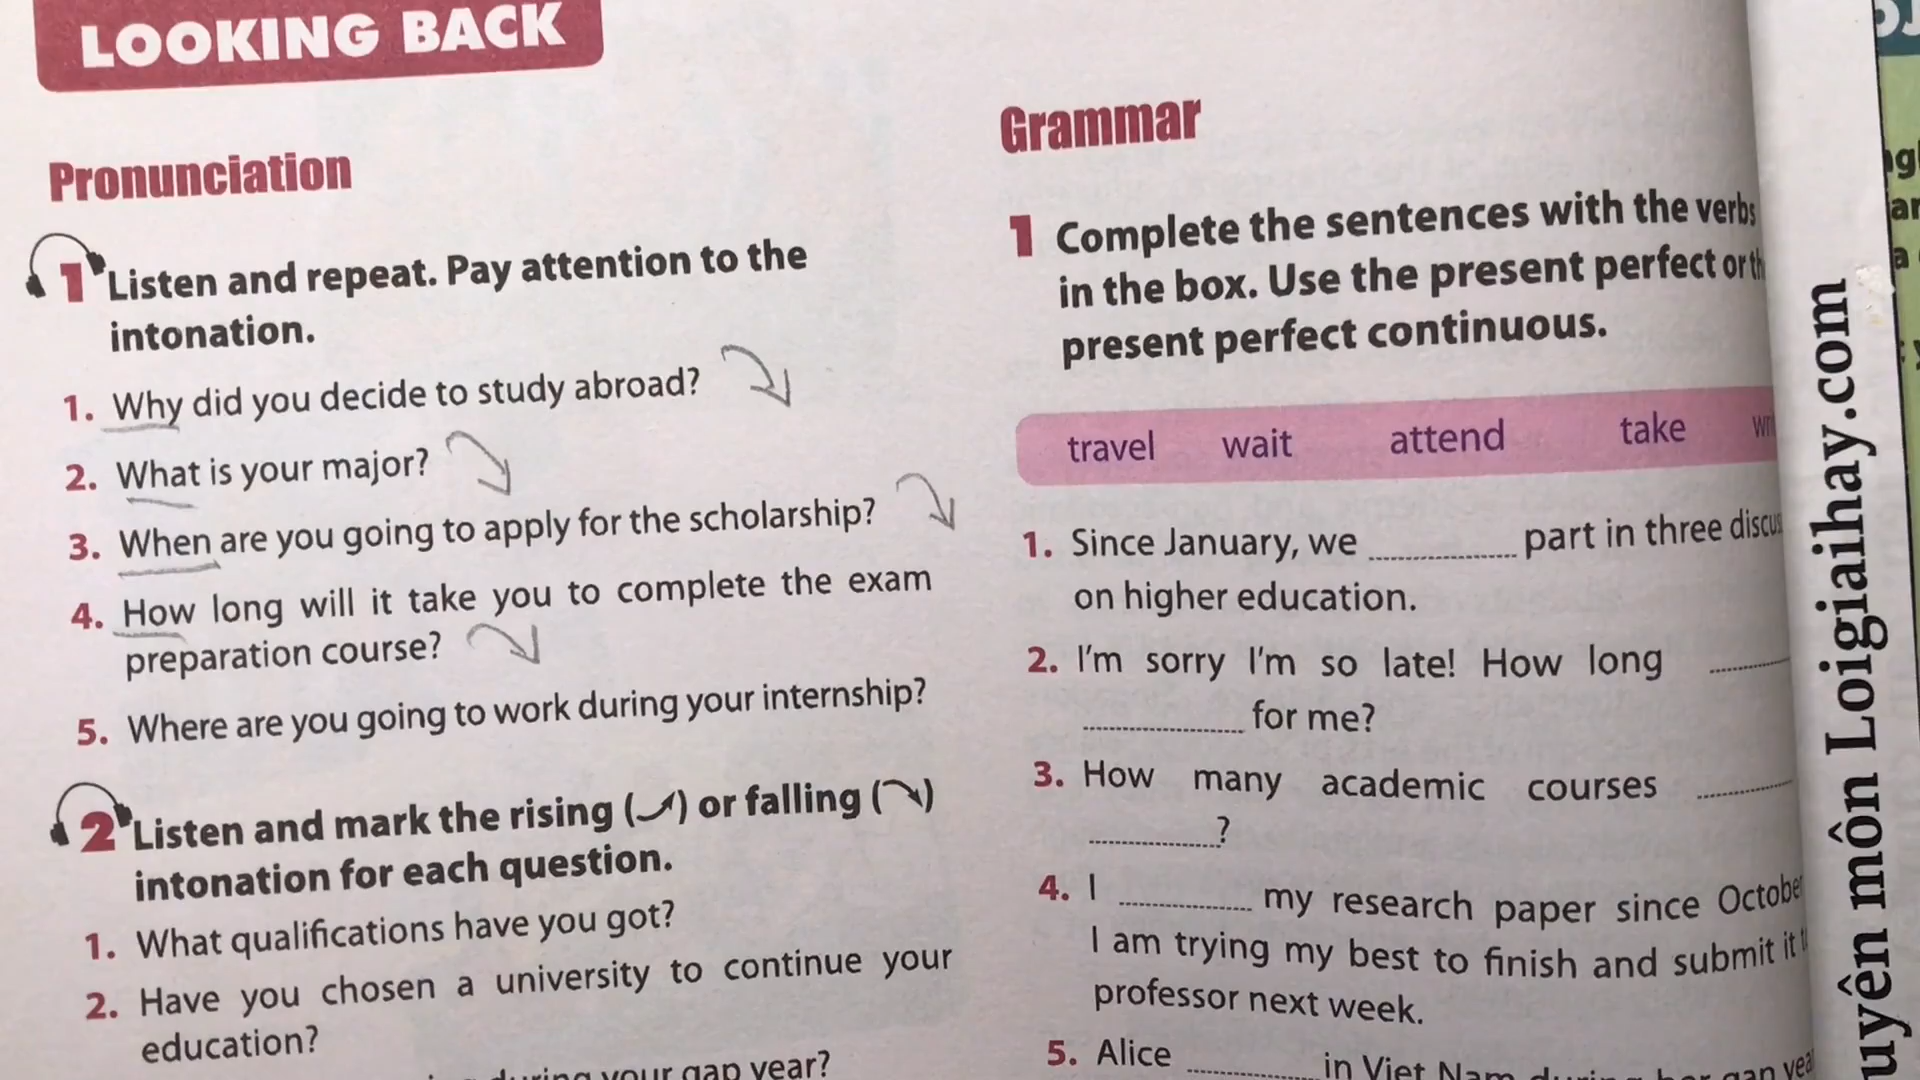 LOOKING BACK
Pronunciation
1 Listen and repeat. Pay attention to the
intonation.
1. Why did you decide to study abroad?
2. What is your major?
3. When are you going to apply for the scholarship?
4. How long will it take you to complete the exam
preparation course?
5. Where are you going to work during your internship?
2 Listen and mark the rising ( ) or falling ( )
intonation for each question.
1. What qualifications have you got?
2. Have you chosen a university to continue your
education?
during your gap year?
Grammar
1 Complete the sentences with the verbs
in the box. Use the present perfect or th
present perfect continuous.
travel wait attend take
1. Since January, we ............ part in three
on higher education.
2. I'm sorry I'm so late! How long ............
............ for me?
3. How many academic courses ............
............?
4. I ............ my research paper since October
I am trying my best to finish and submit it
professor next week.
5. Alice ............ in Viet Nam during her gap
uyên môn Loigiaihay.com